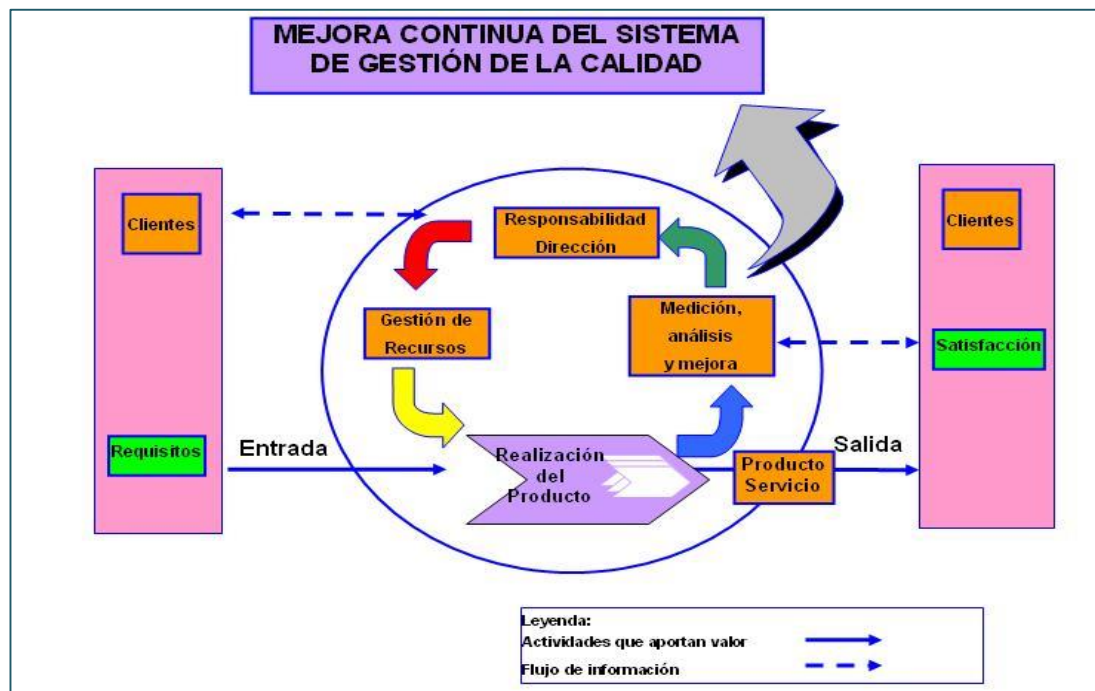 MEJORA CONTINUA DEL SISTEMA
DE GESTIÓN DE LA CALIDAD
Clientes
Responsabilidad
Dirección
Clientes
Gestión de
Recursos
Medición,
análisis
y mejora
Satisfacción
Requisitos
Entrada
Realización
del
Producto
Producto
Servicio
Salida
Leyenda:
Actividades que aportan valor
Flujo de información